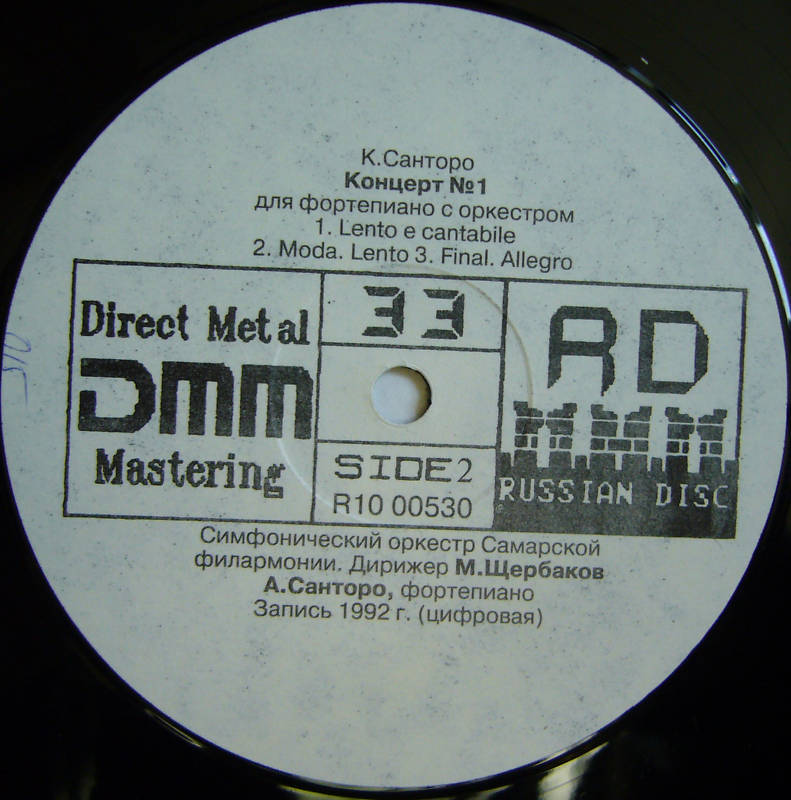 К.Санторо
Концерт №1
для фортепиано с оркестром
1. Lento e cantabile
2. Moda. Lento 3. Final. Allegro
Direct Metal
DMM
Mastering
33
SIDE 2
R10 00530
RD
RUSSIAN DISC
Симфонический оркестр Самарской
филармонии. Дирижер М.Щербаков
А.Санторо, фортепиано
Запись 1992 г. (цифровая)